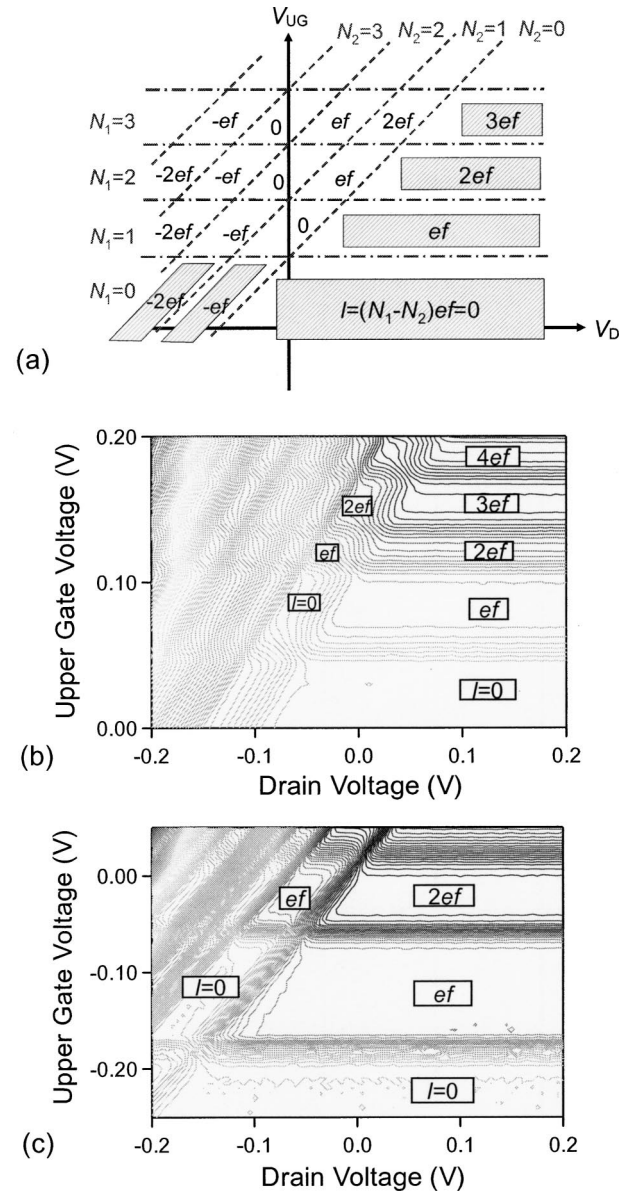 V_UG
N_2=3 N_2=2 N_2=1 N_2=0
N_1=3 -ef 0 ef 2ef 3ef
N_1=2 -2ef -ef 0 ef 2ef
N_1=1 -2ef -ef 0 ef
N_1=0 -2ef -ef I=(N_1-N_2)ef=0
V_D
(a)
Upper Gate Voltage (V)
0.20
0.10
0.00
4ef
3ef
2ef 2ef
ef
I=0 ef
I=0
-0.2 -0.1 0.0 0.1 0.2
Drain Voltage (V)
(b)
Upper Gate Voltage (V)
0.00
-0.10
-0.20
ef 2ef
I=0 ef
I=0
-0.2 -0.1 0.0 0.1 0.2
Drain Voltage (V)
(c)